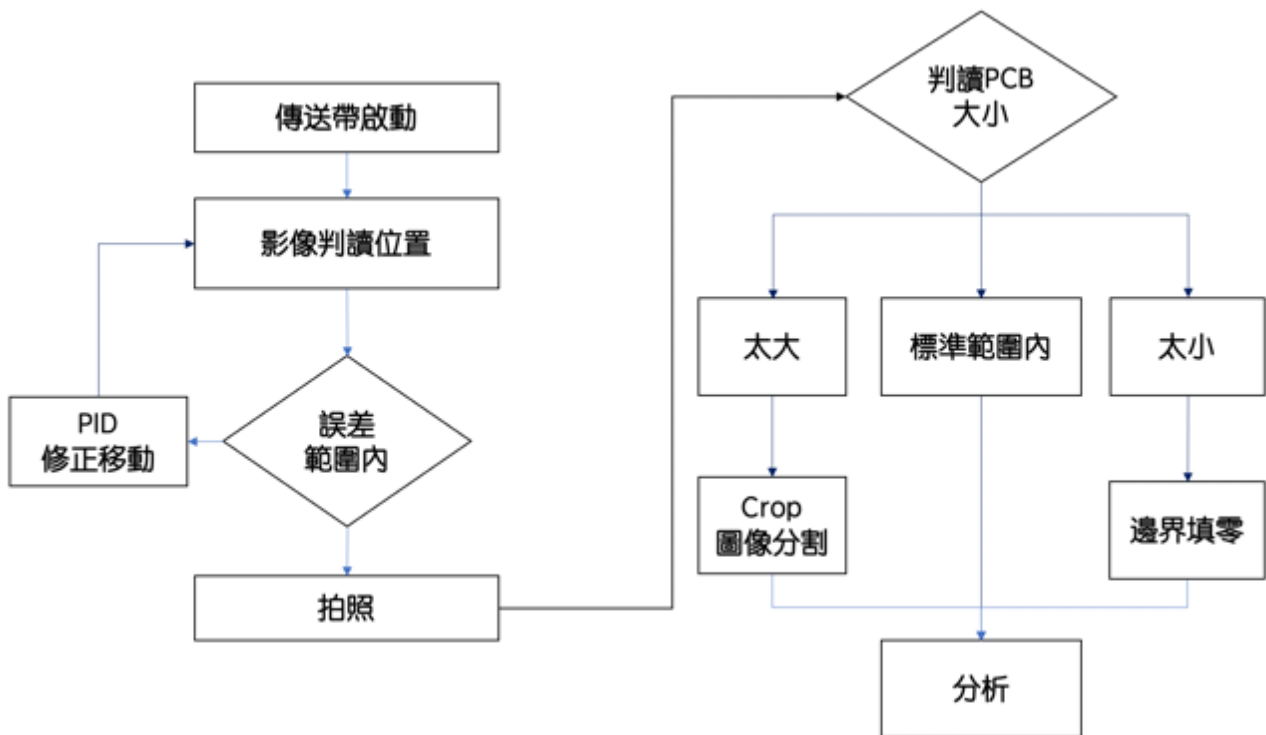 傳送帶啟動
影像判讀位置
PID
修正移動
誤差
範圍內
拍照
判讀PCB
大小
太大
標準範圍內
太小
Crop
圖像分割
邊界填零
分析